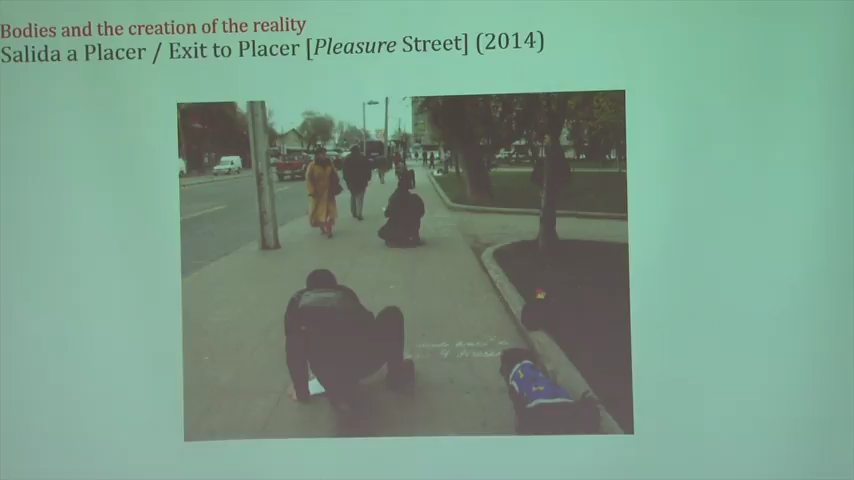 Bodies and the creation of the reality
Salida a Placer / Exit to Placer [Pleasure Street] (2014)